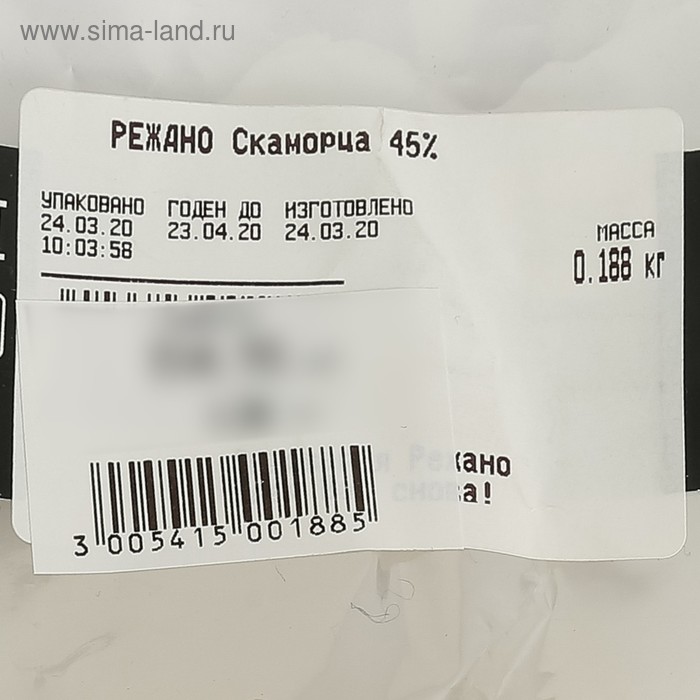 © www.sima-land.ru
РЕЖАНО Скаморца 45%
УПАКОВАНО ГОДЕН ДО ИЗГОТОВЛЕНО
24.03.20 23.04.20 24.03.20
10:03:58
МАССА
0.188 кг
Режано
снова!
3 005415 001885